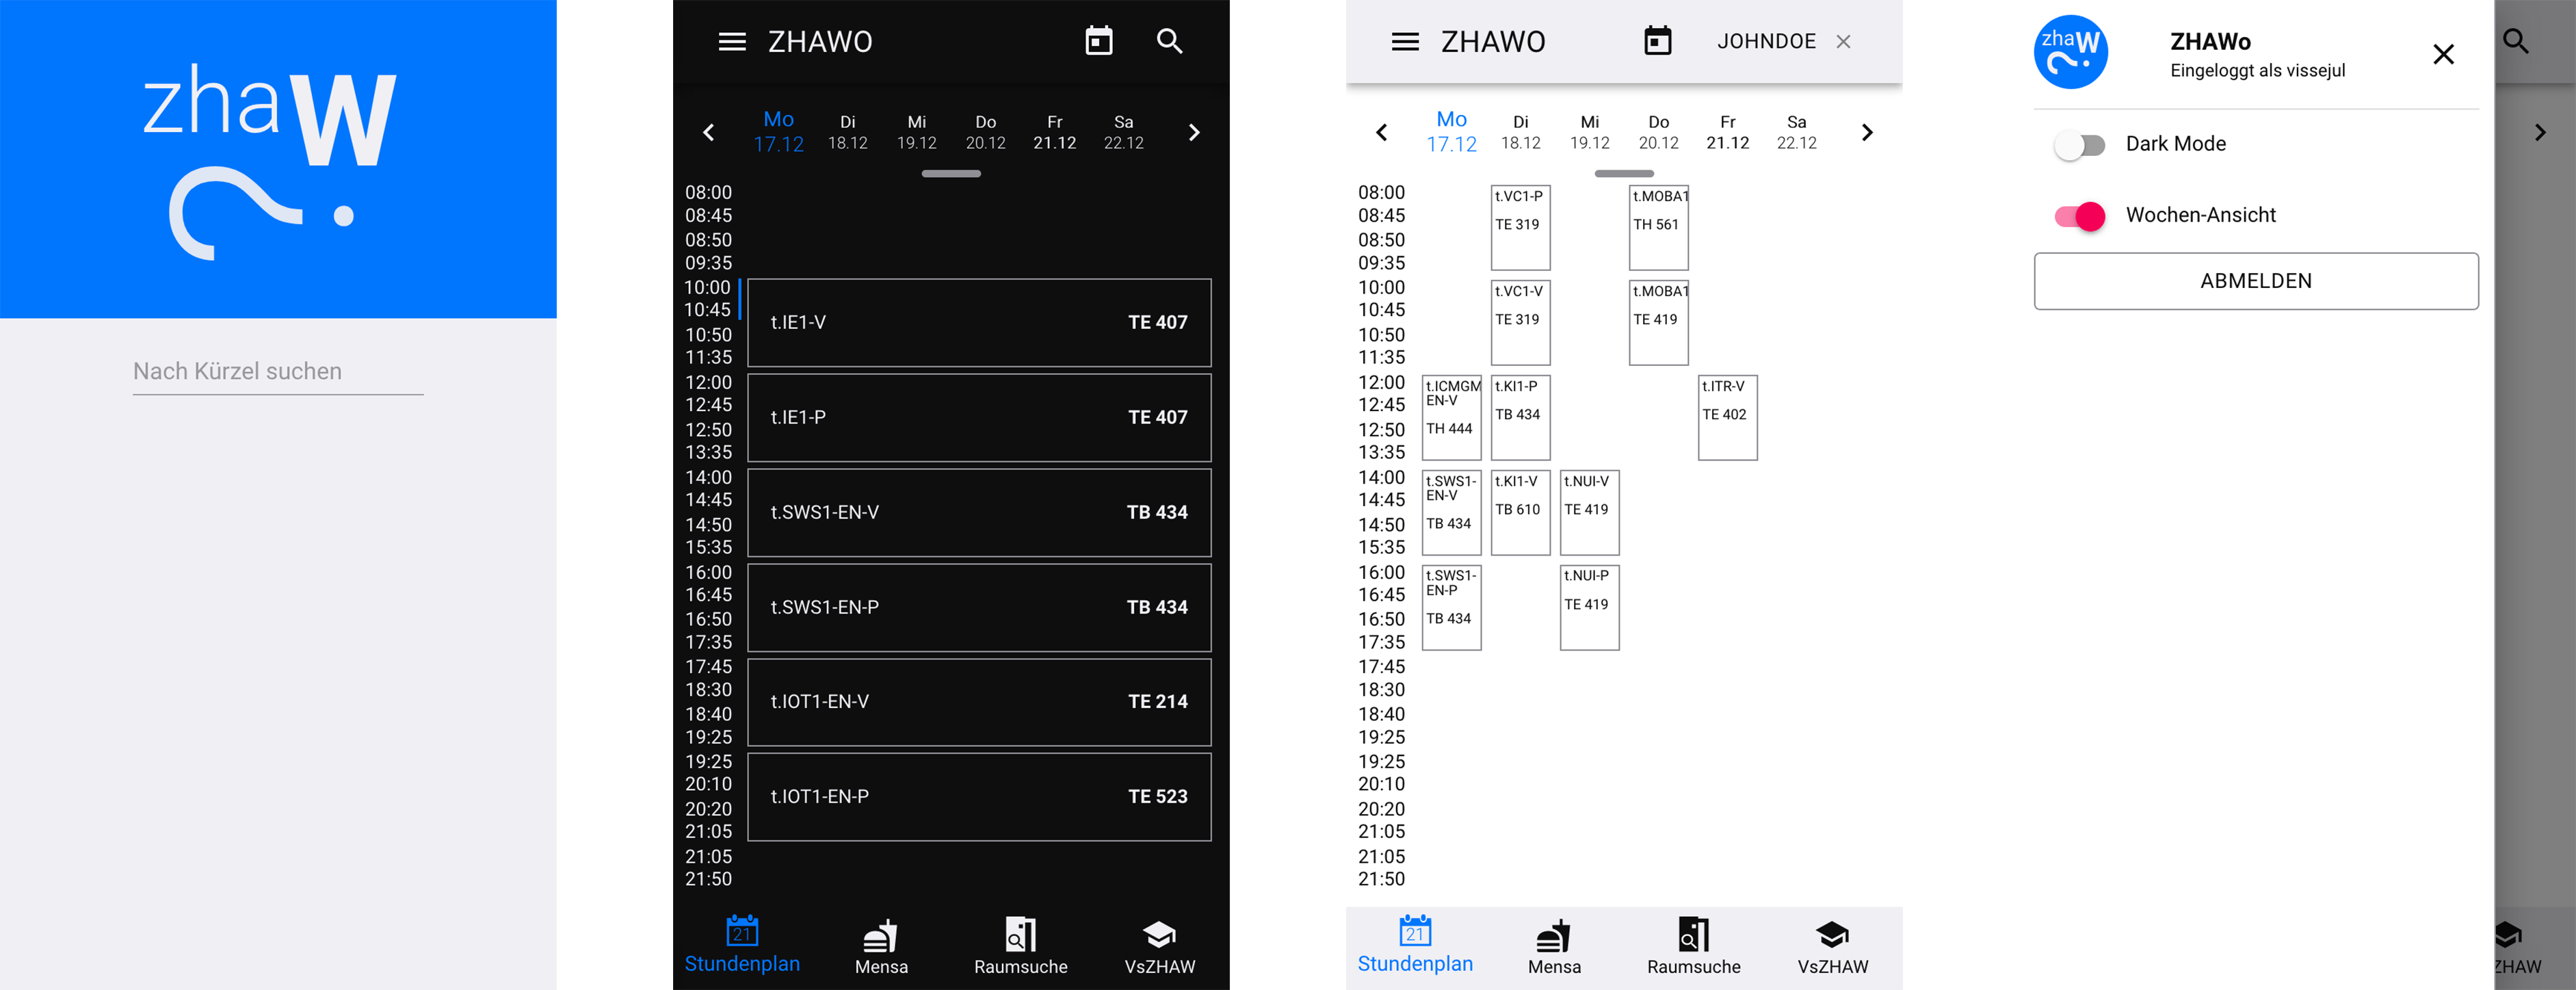 zhaw
Nach Kürzel suchen
ZHAWO
Mo Di Mi Do Fr Sa
17.12 18.12 19.12 20.12 21.12 22.12
08:00
08:45
08:50
09:35
10:00
10:45
10:50
11:35
t.IE1-V TE 407
12:00
12:45
12:50
13:35
t.IE1-P TE 407
14:00
14:45
14:50
15:35
t.SWS1-EN-V TB 434
16:00
16:45
16:50
17:35
t.SWS1-EN-P TB 434
17:45
18:30
18:40
19:25
t.IOT1-EN-V TE 214
19:25
20:10
20:20
21:05
t.IOT1-EN-P TE 523
21:05
21:50
21
Stundenplan Mensa Raumsuche VsZHAW
ZHAWO JOHNDOE
Mo Di Mi Do Fr Sa
17.12 18.12 19.12 20.12 21.12 22.12
08:00
08:45
08:50
09:35
t.VC1-P
TE 319
t.MOBA1
TH 561
10:00
10:45
10:50
11:35
t.VC1-V
TE 319
t.MOBA1
TE 419
12:00
12:45
12:50
13:35
t.ICMGM
EN-V
TH 444
t.KI1-P
TB 434
t.ITR-V
TE 402
14:00
14:45
14:50
15:35
t.SWS1-
EN-V
TB 434
t.KI1-V
TB 610
t.NUI-V
TE 419
16:00
16:45
16:50
17:35
t.SWS1-
EN-P
TB 434
t.NUI-P
TE 419
17:45
18:30
18:40
19:25
19:25
20:10
20:20
21:05
21:05
21:50
21
Stundenplan Mensa Raumsuche VsZHAW
zhaw
ZHAWo
Eingeloggt als vissejul
Dark Mode
Wochen-Ansicht
ABMELDEN
ZHAW